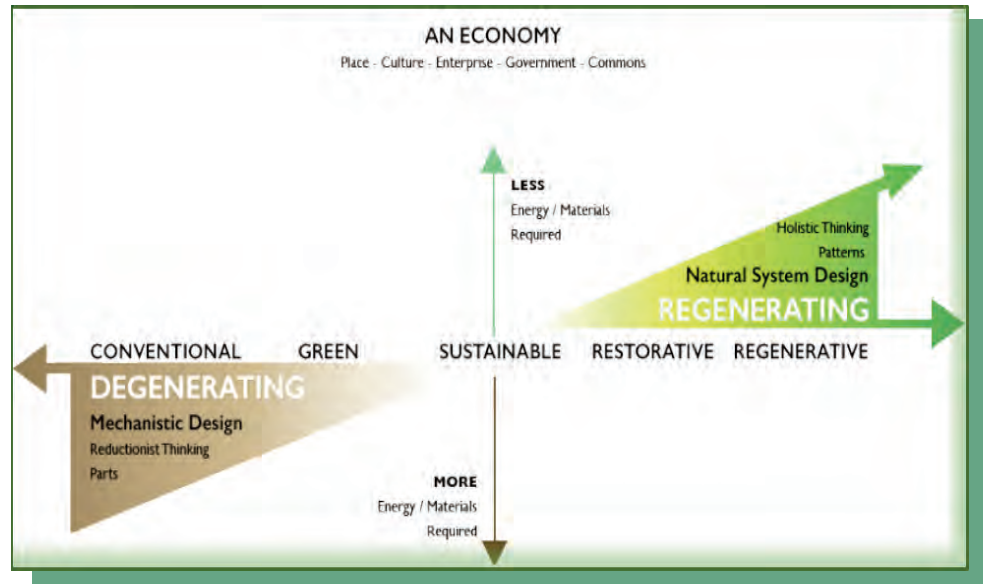 AN ECONOMY
Place - Culture - Enterprise - Government - Commons
LESS
Energy / Materials
Required
Holistic Thinking
Patterns
Natural System Design
REGENERATING
CONVENTIONAL GREEN SUSTAINABLE RESTORATIVE REGENERATIVE
DEGENERATING
Mechanistic Design
Reductionist Thinking
Parts
MORE
Energy / Materials
Required